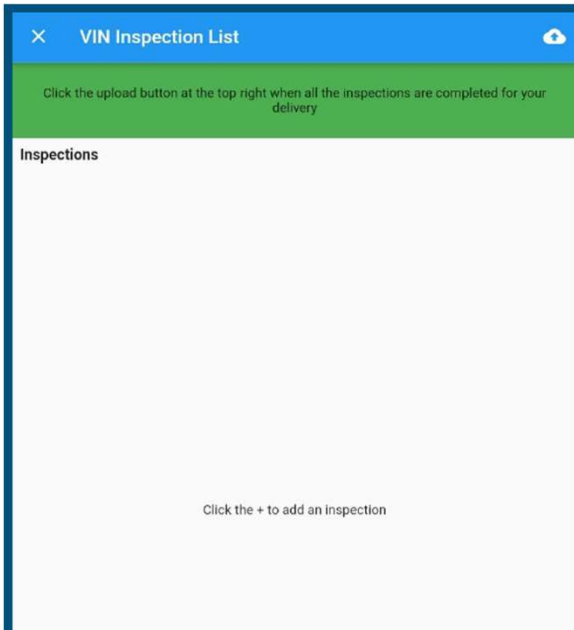 VIN Inspection List
Click the upload button at the top right when all the inspections are completed for your
delivery
Inspections
Click the + to add an inspection